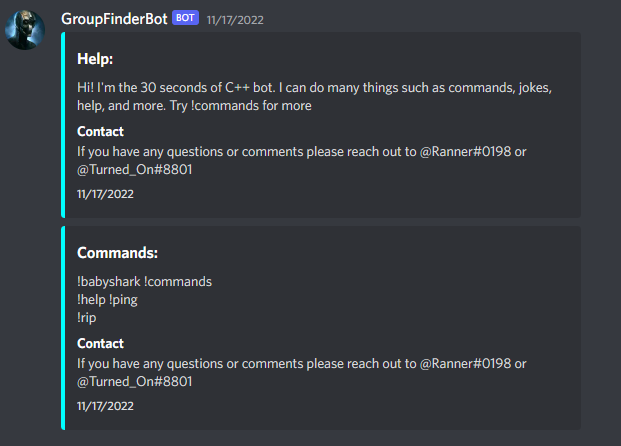 GroupFinderBot BOT 11/17/2022
Help:
Hi! I'm the 30 seconds of C++ bot. I can do many things such as commands, jokes,
help, and more. Try !commands for more
Contact
If you have any questions or comments please reach out to @Ranner#0198 or
@Turned_On#8801
11/17/2022
Commands:
!babyshark !commands
!help !ping
!rip
Contact
If you have any questions or comments please reach out to @Ranner#0198 or
@Turned_On#8801
11/17/2022